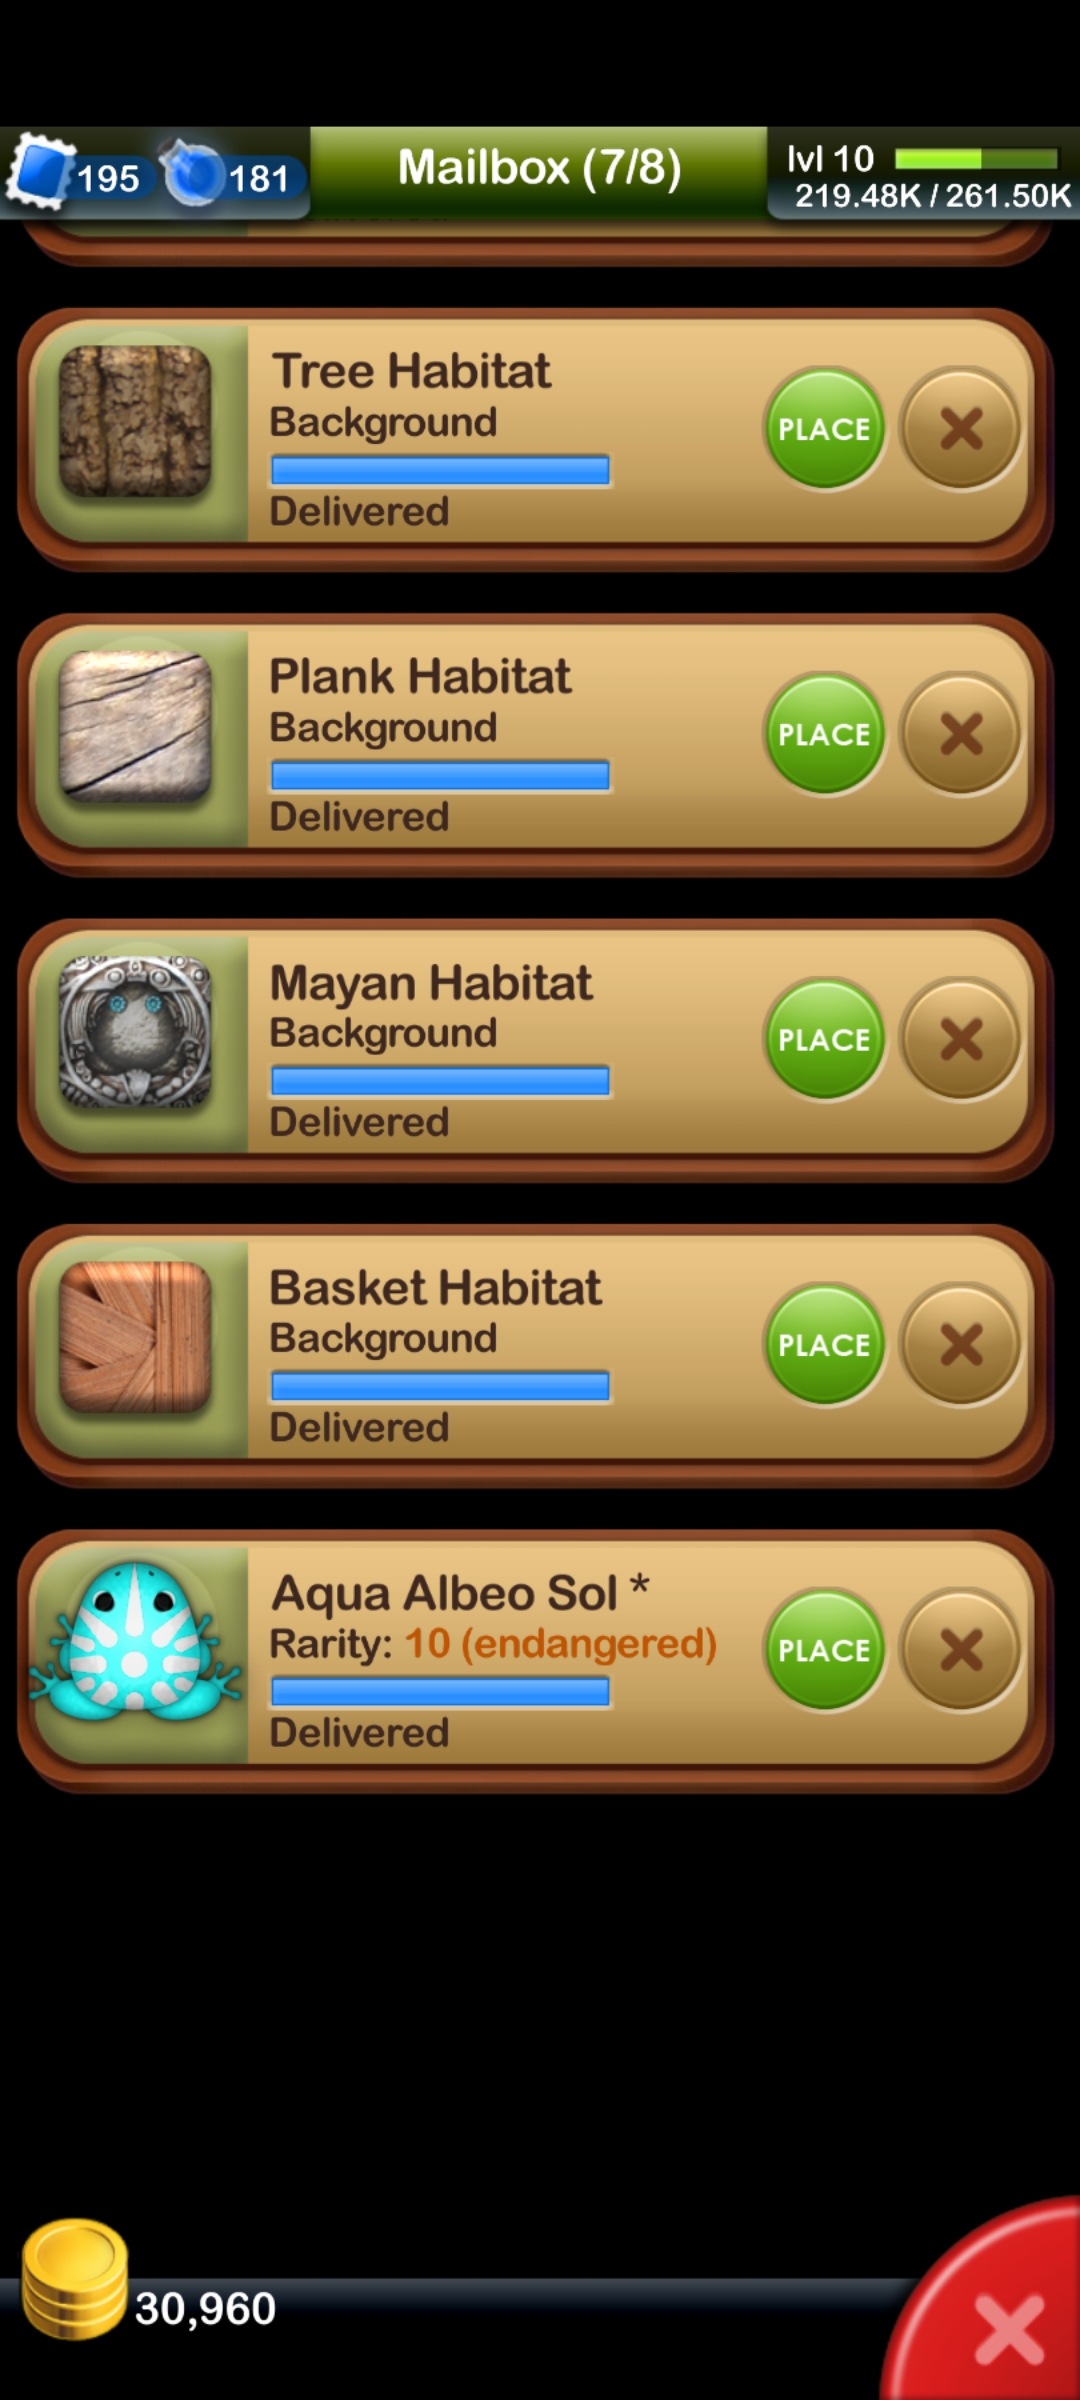 195
181
Mailbox (7/8)
lvl 10
219.48K / 261.50K
Tree Habitat
Background
Delivered
PLACE
Plank Habitat
Background
Delivered
PLACE
Mayan Habitat
Background
Delivered
PLACE
Basket Habitat
Background
Delivered
PLACE
Aqua Albeo Sol *
Rarity: 10 (endangered)
Delivered
PLACE
30,960